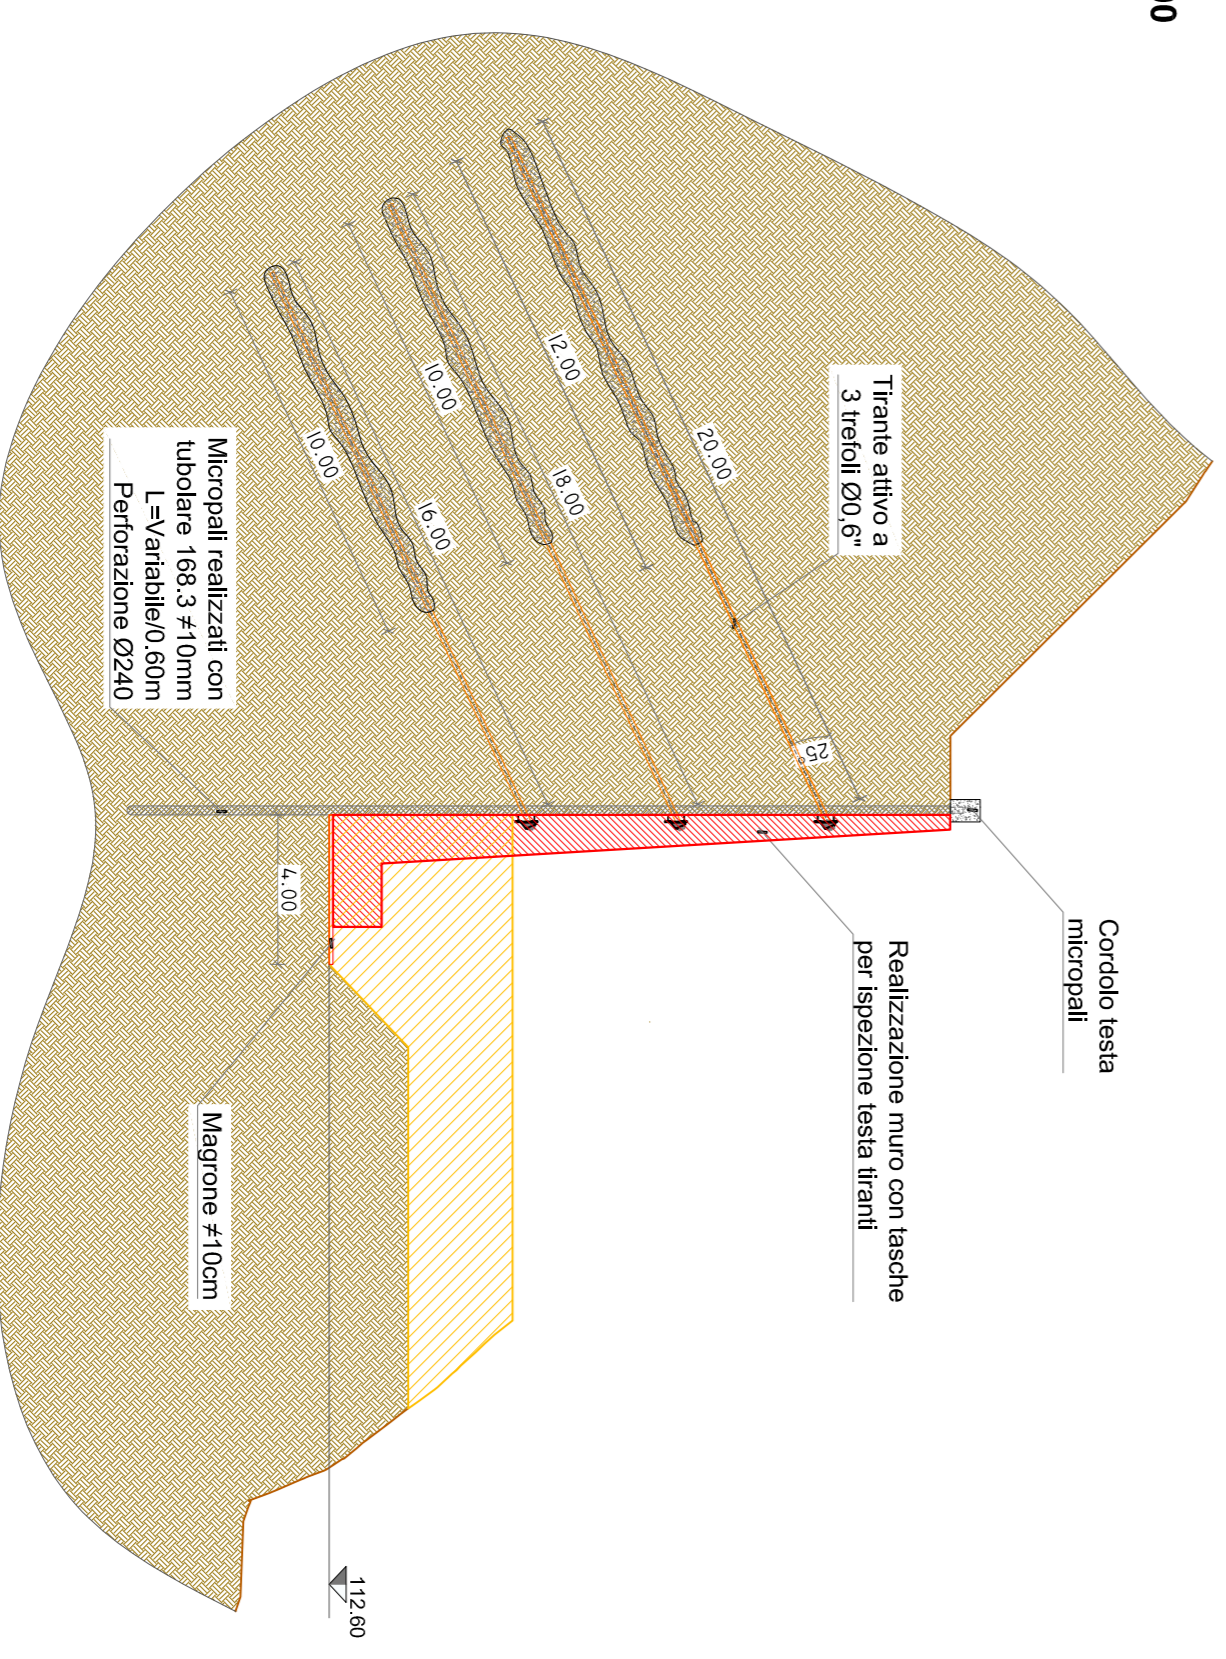 00
Cordolo testa
micropali
Tirante attivo a
3 trefoli Ø0,6"
Realizzazione muro con tasche
per ispezione testa tiranti
20.00
25°
12.00
18.00
10.00
16.00
10.00
4.00
Micropali realizzati con
tubolare 168.3 ≠10mm
L=Variabile/0.60m
Perforazione Ø240
Magrone ≠10cm
112.60